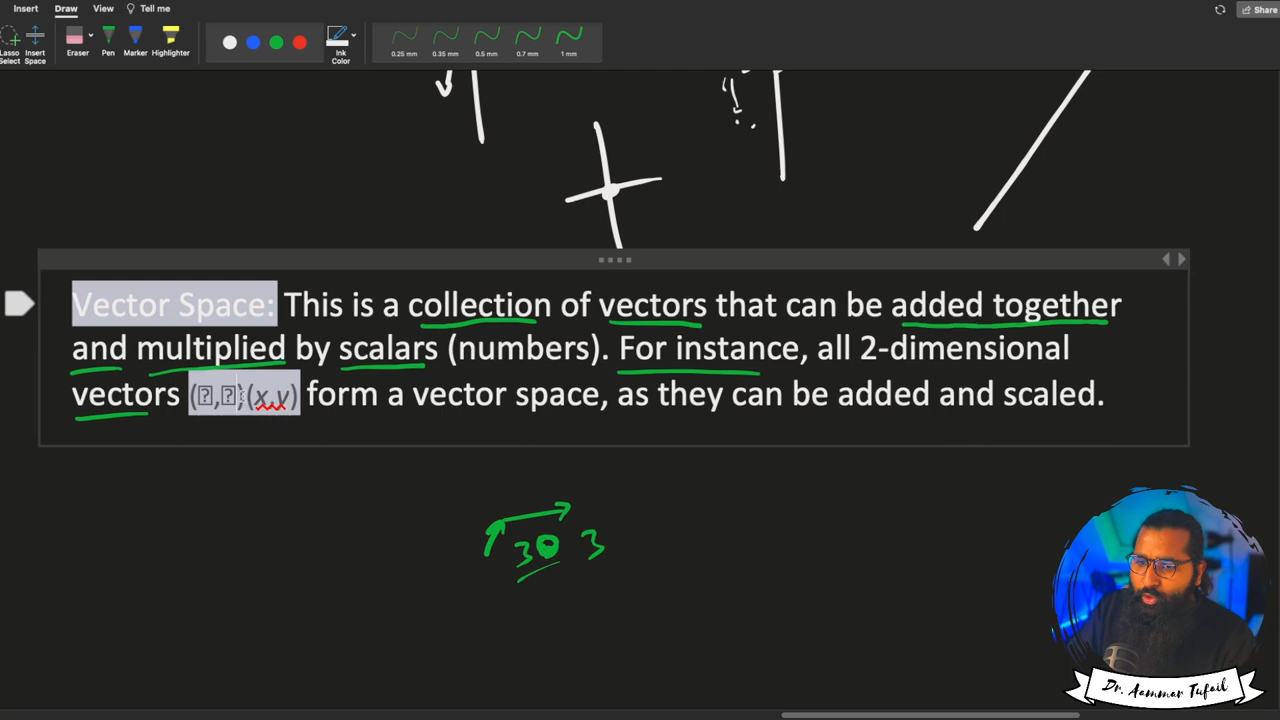 Insert Draw View Tell me
Share
Lasso Select Insert Space Eraser Pen Marker Highlighter Ink Color 0.25 mm 0.35 mm 0.5 mm 0.7 mm 1 mm
Vector Space: This is a collection of vectors that can be added together
and multiplied by scalars (numbers). For instance, all 2-dimensional
vectors (⍰,⍰)(x,y) form a vector space, as they can be added and scaled.
3 3
Dr. Aammar Tufail